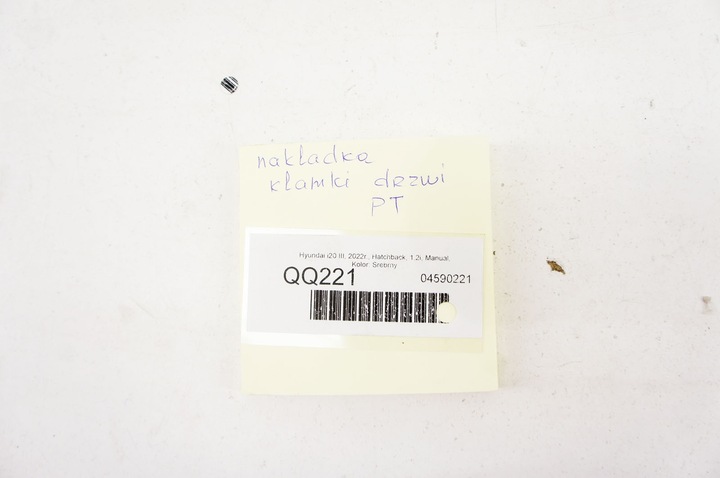 nakładka
klamki drzwi
PT
Hyundai i20 III, 2022r., Hatchback, 1.2i, Manual,
Kolor: Srebrny
QQ221 04590221